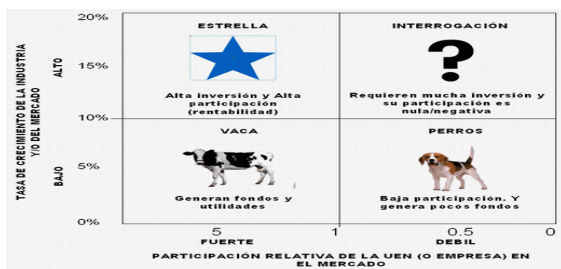 20%
ESTRELLA
INTERROGACIÓN
?
ALTO
15%
Alta inversión y Alta
participación
(rentabilidad)
Requieren mucha inversión y
su participación es
nula/negativa
TASA DE CRECIMIENTO DE LA INDUSTRIA
Y/O DEL MERCADO
10%
VACA
PERROS
BAJO
5%
Generan fondos y
utilidades
Baja participación. Y
genera pocos fondos
0%
5
1
0.5
0
FUERTE
DEBIL
PARTICIPACIÓN RELATIVA DE LA UEN (O EMPRESA) EN
EL MERCADO